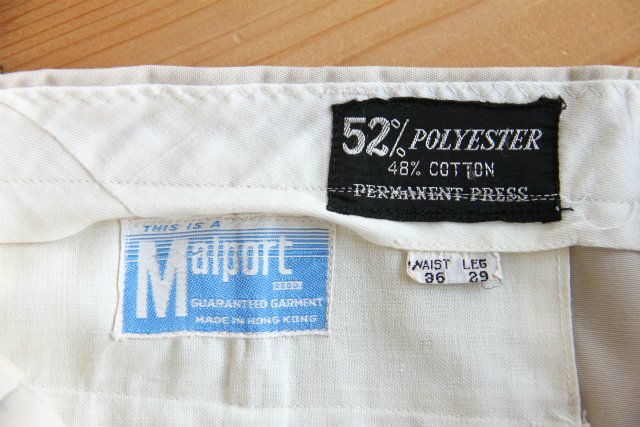 52% POLYESTER
48% COTTON
PERMANENT PRESS
THIS IS A
Malport
REGD
GUARANTEED GARMENT
MADE IN HONG KONG
WAIST LEG
36 29